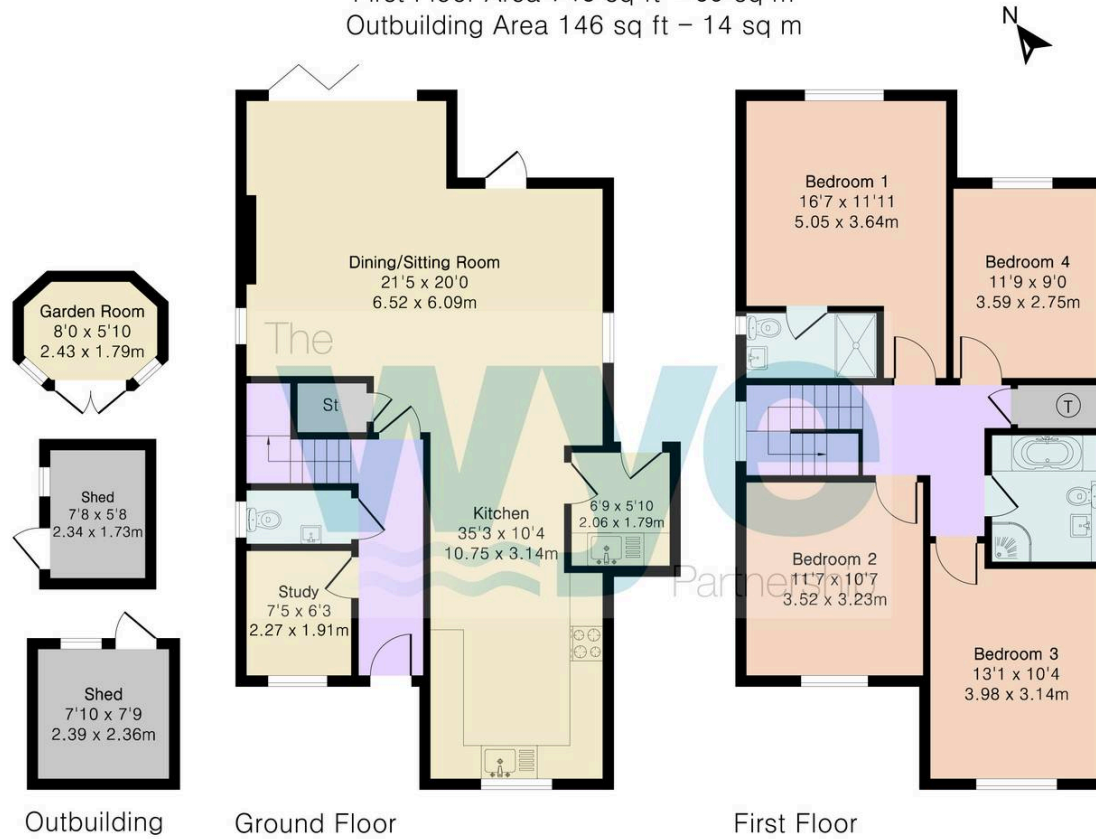 Outbuilding Area 146 sq ft – 14 sq m
N
Garden Room
8'0 x 5'10
2.43 x 1.79m
Shed
7'8 x 5'8
2.34 x 1.73m
Shed
7'10 x 7'9
2.39 x 2.36m
Outbuilding
Dining/Sitting Room
21'5 x 20'0
6.52 x 6.09m
St
Kitchen
35'3 x 10'4
10.75 x 3.14m
6'9 x 5'10
2.06 x 1.79m
Study
7'5 x 6'3
2.27 x 1.91m
Ground Floor
Bedroom 1
16'7 x 11'11
5.05 x 3.64m
Bedroom 4
11'9 x 9'0
3.59 x 2.75m
T
Bedroom 2
11'7 x 10'7
3.52 x 3.23m
Bedroom 3
13'1 x 10'4
3.98 x 3.14m
First Floor
The
wye
Partnership